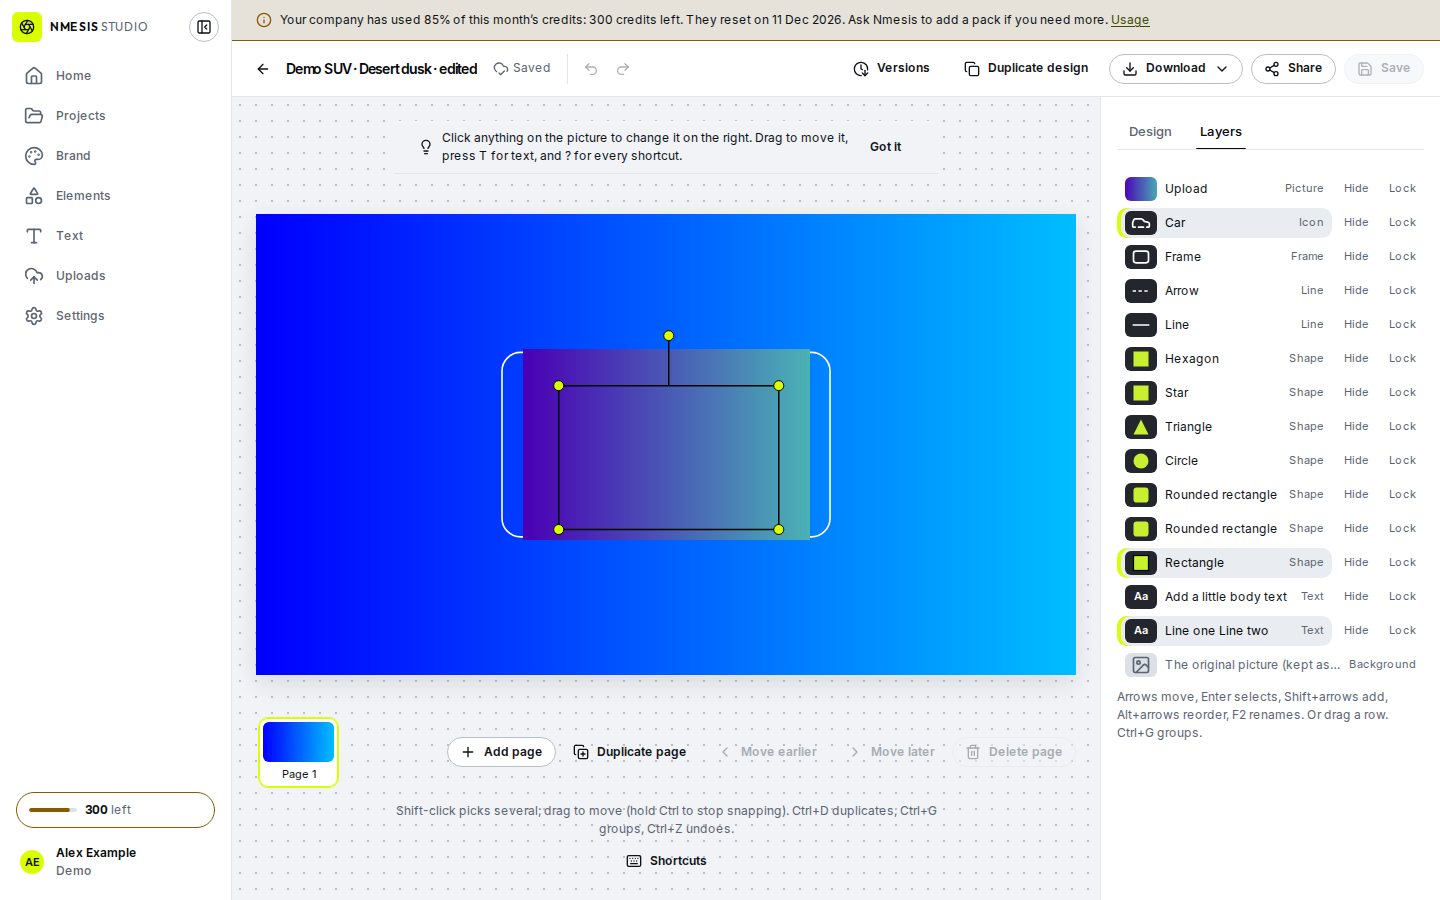 NMESIS STUDIO
Home
Projects
Brand
Elements
Text
Uploads
Settings
300 left
AE
Alex Example
Demo
Your company has used 85% of this month's credits: 300 credits left. They reset on 11 Dec 2026. Ask Nmesis to add a pack if you need more. Usage
Demo SUV · Desert dusk · edited
Saved
Versions
Duplicate design
Download
Share
Save
Click anything on the picture to change it on the right. Drag to move it,
press T for text, and ? for every shortcut.
Got it
Page 1
Add page
Duplicate page
Move earlier
Move later
Delete page
Shift-click picks several; drag to move (hold Ctrl to stop snapping). Ctrl+D duplicates; Ctrl+G
groups, Ctrl+Z undoes.
Shortcuts
Design
Layers
Upload Picture Hide Lock
Car Icon Hide Lock
Frame Frame Hide Lock
Arrow Line Hide Lock
Line Line Hide Lock
Hexagon Shape Hide Lock
Star Shape Hide Lock
Triangle Shape Hide Lock
Circle Shape Hide Lock
Rounded rectangle Shape Hide Lock
Rounded rectangle Shape Hide Lock
Rectangle Shape Hide Lock
Aa Add a little body text Text Hide Lock
Aa Line one Line two Text Hide Lock
The original picture (kept as... Background
Arrows move, Enter selects, Shift+arrows add,
Alt+arrows reorder, F2 renames. Or drag a row.
Ctrl+G groups.